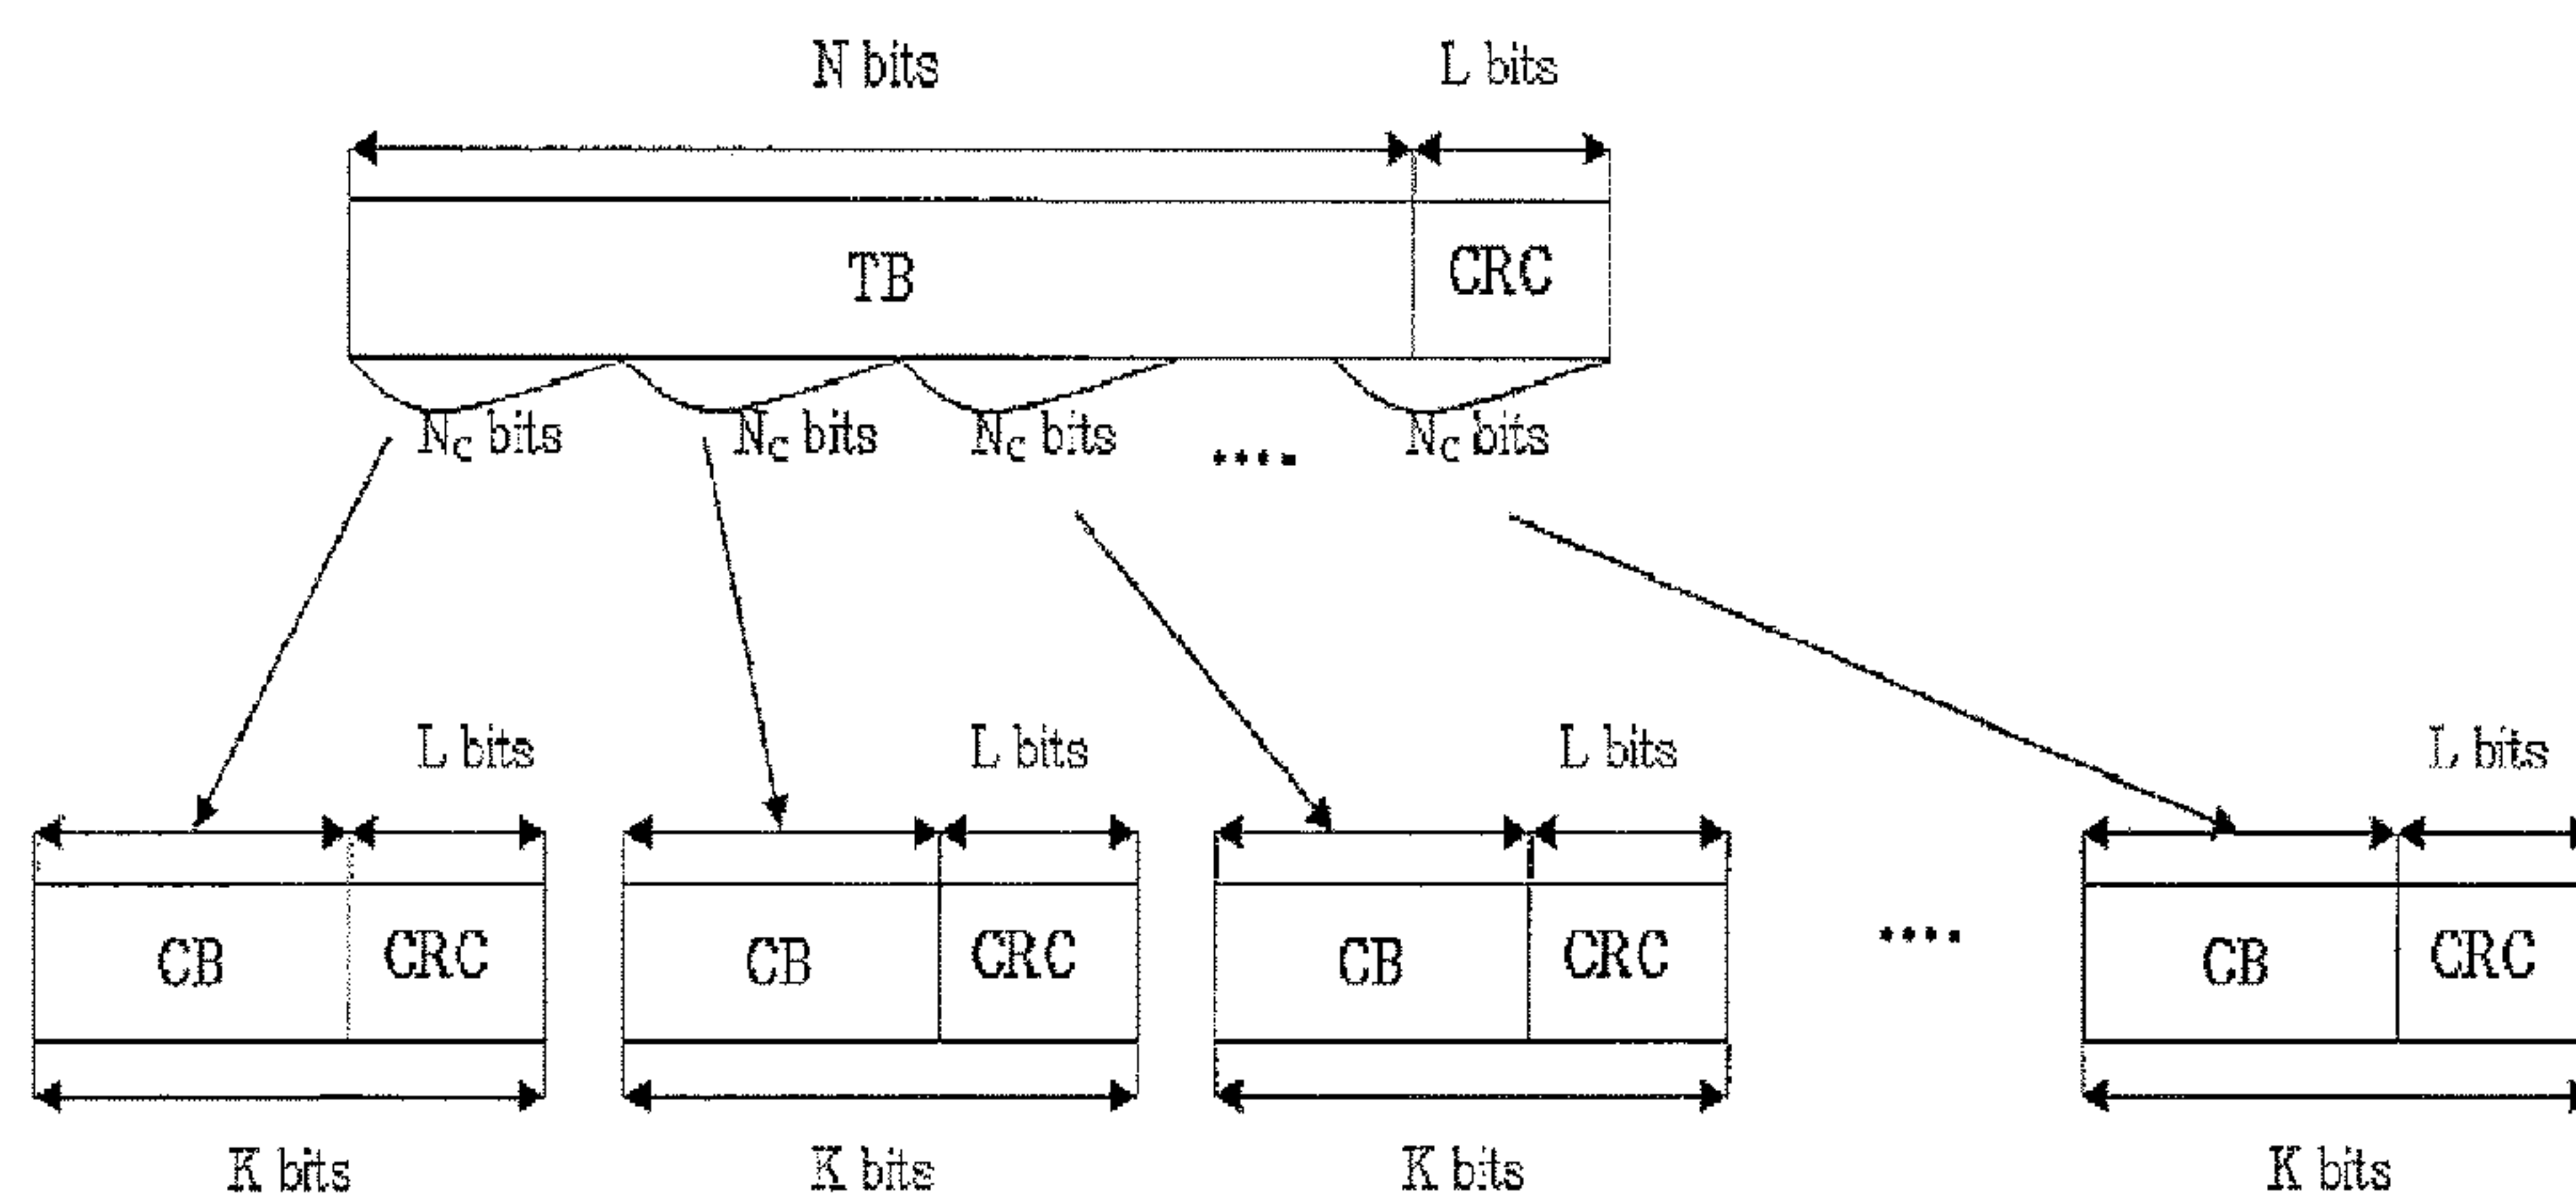 N bits L bits
TB CRC
N_C bits N_C bits N_C bits .... N_C bits
L bits L bits L bits L bits
CB CRC CB CRC CB CRC .... CB CRC
K bits K bits K bits K bits